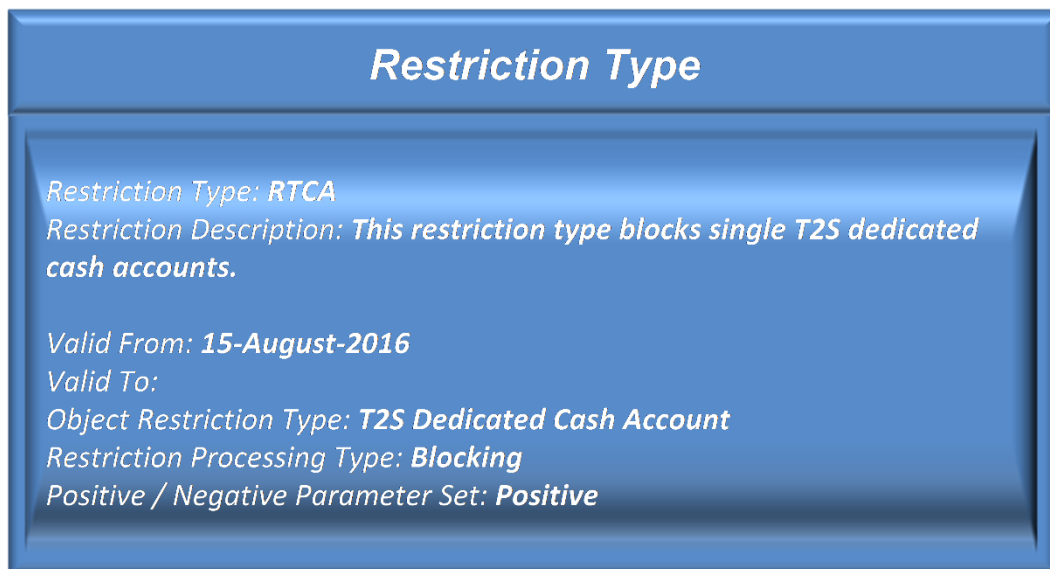 Restriction Type
Restriction Type: RTCA
Restriction Description: This restriction type blocks single T2S dedicated
cash accounts.
Valid From: 15-August-2016
Valid To:
Object Restriction Type: T2S Dedicated Cash Account
Restriction Processing Type: Blocking
Positive / Negative Parameter Set: Positive